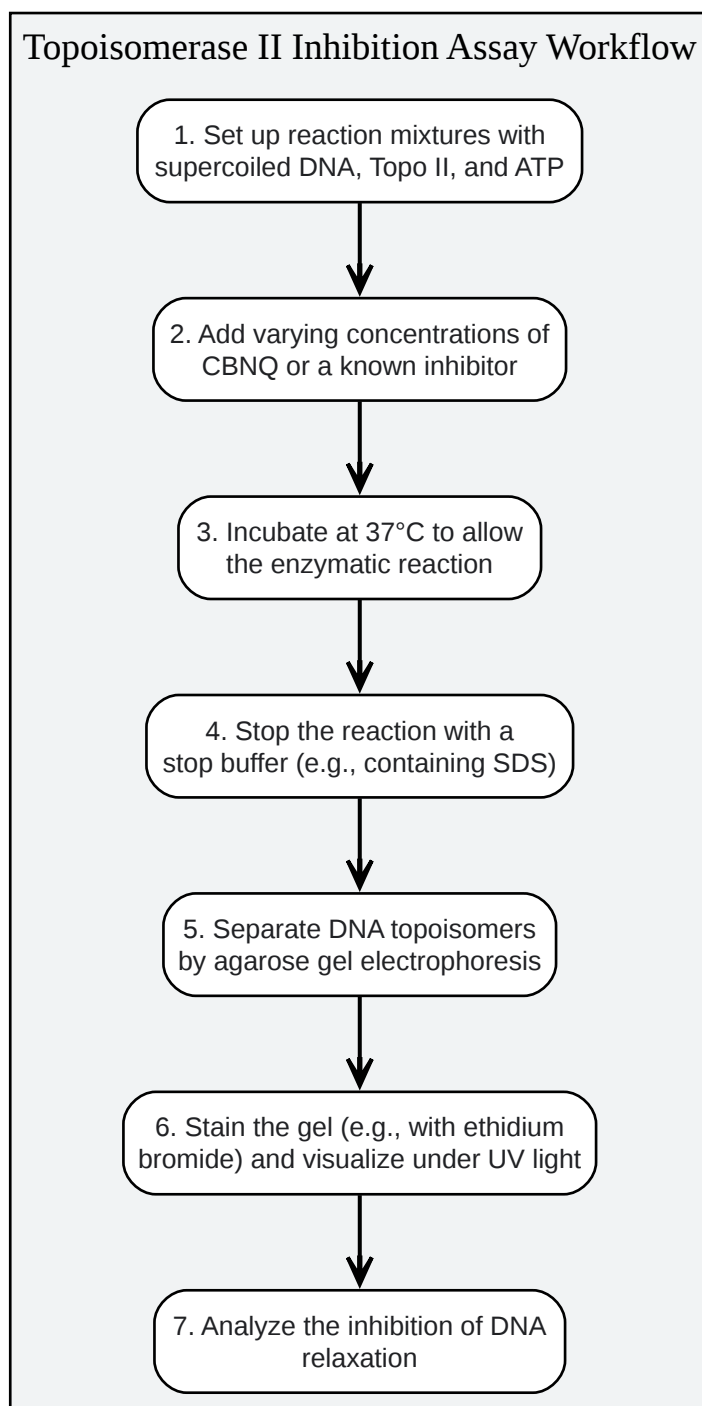 Topoisomerase II Inhibition Assay Workflow
1. Set up reaction mixtures with
supercoiled DNA, Topo II, and ATP
2. Add varying concentrations of
CBNQ or a known inhibitor
3. Incubate at 37°C to allow
the enzymatic reaction
4. Stop the reaction with a
stop buffer (e.g., containing SDS)
5. Separate DNA topoisomers
by agarose gel electrophoresis
6. Stain the gel (e.g., with ethidium
bromide) and visualize under UV light
7. Analyze the inhibition of DNA
relaxation